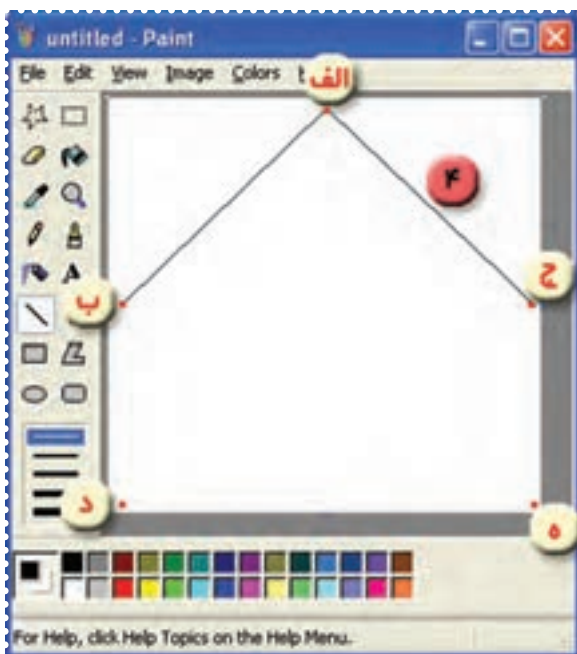 untitled - Paint
File Edit View Image Colors
الف
۴
ج
ب
A
د
ه
For Help, click Help Topics on the Help Menu.